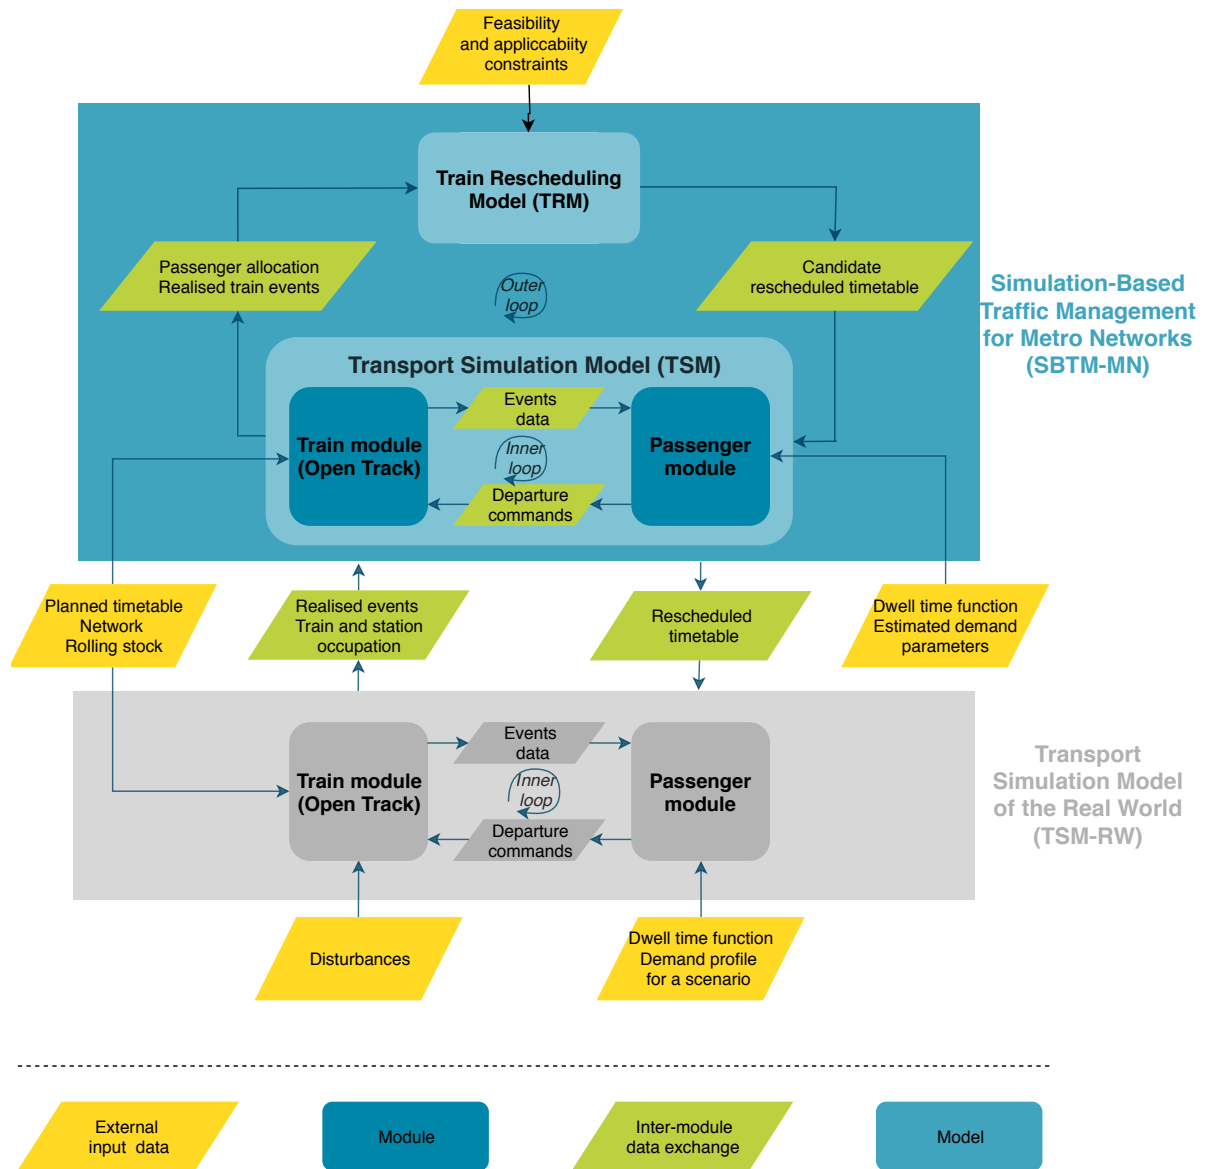 Feasibility
and appliccabiity
constraints
Train Rescheduling
Model (TRM)
Passenger allocation
Realised train events
Candidate
rescheduled timetable
Outer
loop
Simulation-Based
Traffic Management
for Metro Networks
(SBTM-MN)
Transport Simulation Model (TSM)
Train module
(Open Track)
Events
data
Inner
loop
Departure
commands
Passenger
module
Planned timetable
Network
Rolling stock
Realised events
Train and station
occupation
Rescheduled
timetable
Dwell time function
Estimated demand
parameters
Train module
(Open Track)
Events
data
Inner
loop
Departure
commands
Passenger
module
Transport
Simulation Model
of the Real World
(TSM-RW)
Disturbances
Dwell time function
Demand profile
for a scenario
External
input data
Module
Inter-module
data exchange
Model